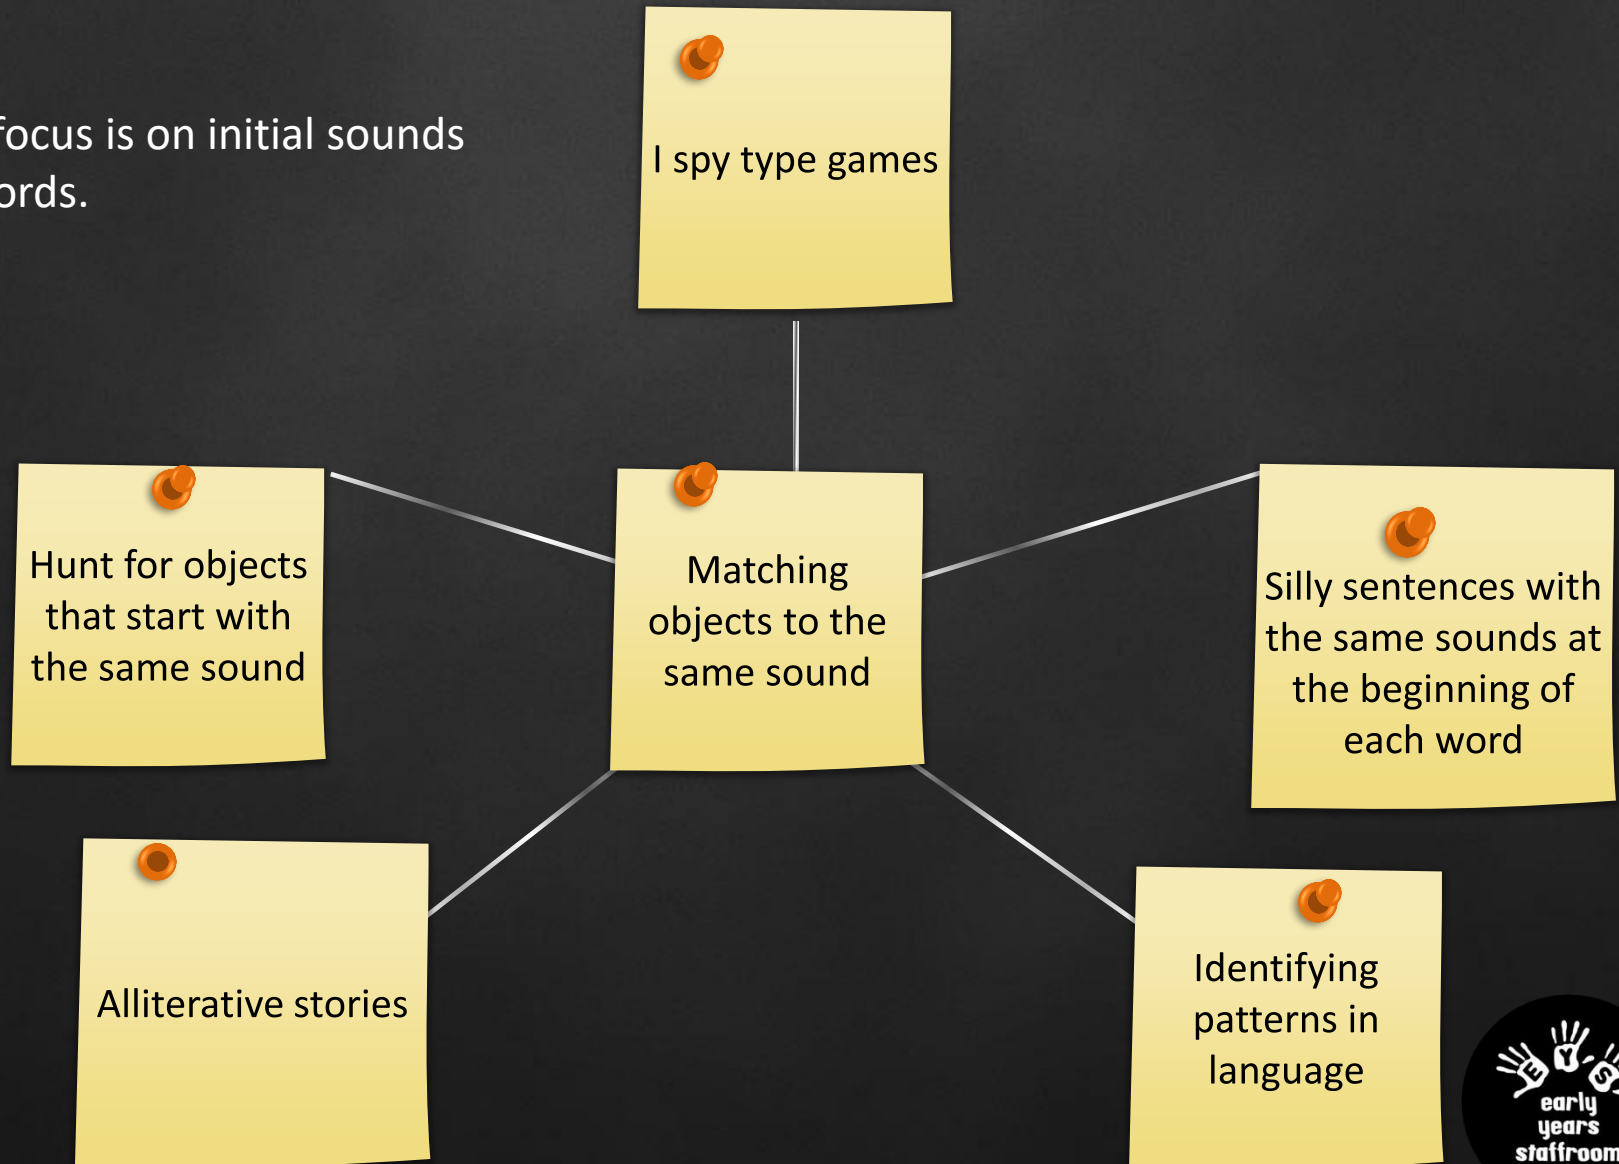 focus is on initial sounds
ords.
I spy type games
Hunt for objects
that start with
the same sound
Matching
objects to the
same sound
Silly sentences with
the same sounds at
the beginning of
each word
Alliterative stories
Identifying
patterns in
language
E Y S
early
years
staffroom